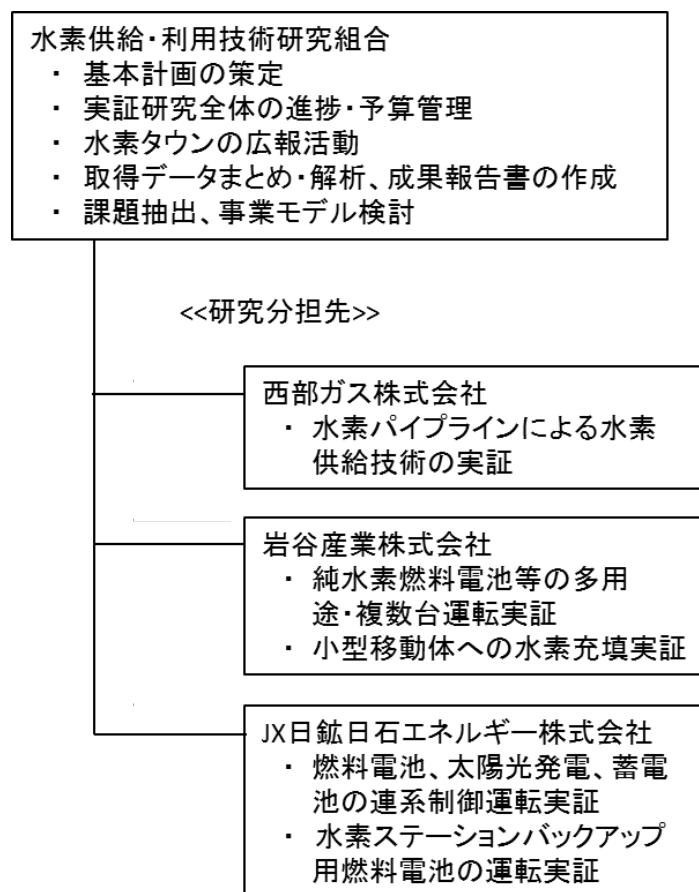 水素供給・利用技術研究組合
・ 基本計画の策定
・ 実証研究全体の進捗・予算管理
・ 水素タウンの広報活動
・ 取得データまとめ・解析、成果報告書の作成
・ 課題抽出、事業モデル検討
<<研究分担先>>
西部ガス株式会社
・ 水素パイプラインによる水素
供給技術の実証
岩谷産業株式会社
・ 純水素燃料電池等の多用
途・複数台運転実証
・ 小型移動体への水素充填実証
JX日鉱日石エネルギー株式会社
・ 燃料電池、太陽光発電、蓄電
池の連系制御運転実証
・ 水素ステーションバックアップ
用燃料電池の運転実証